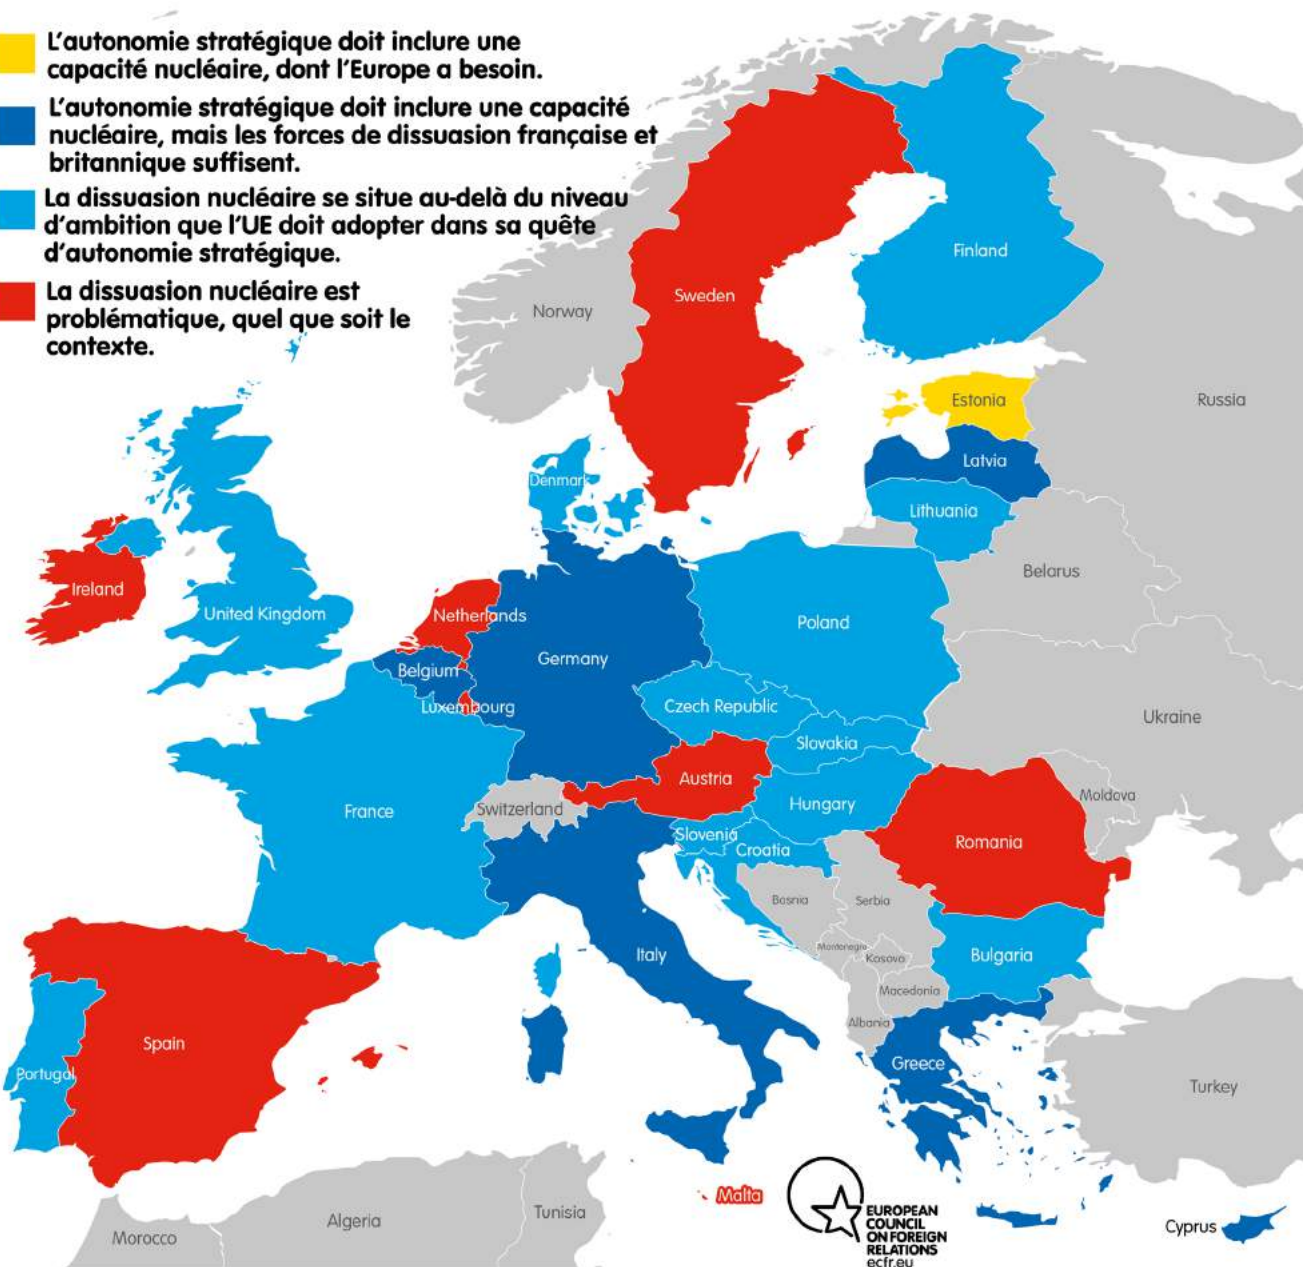 L'autonomie stratégique doit inclure une
capacité nucléaire, dont l'Europe a besoin.
L'autonomie stratégique doit inclure une capacité
nucléaire, mais les forces de dissuasion française et
britannique suffisent.
La dissuasion nucléaire se situe au-delà du niveau
d'ambition que l'UE doit adopter dans sa quête
d'autonomie stratégique.
La dissuasion nucléaire est
problématique, quel que soit le
contexte.
Finland
Sweden
Norway
Estonia
Russia
Latvia
Denmark
Lithuania
Belarus
Ireland
United Kingdom
Netherlands
Poland
Germany
Belgium
Luxembourg
Czech Republic
Ukraine
Slovakia
Austria
Moldova
Hungary
France
Switzerland
Slovenia
Romania
Croatia
Bosnia
Serbia
Italy
Montenegro
Kosovo
Bulgaria
Macedonia
Albania
Spain
Greece
Portugal
Turkey
Malta
EUROPEAN
COUNCIL
ON FOREIGN
RELATIONS
ecfr.eu
Tunisia
Algeria
Cyprus
Morocco